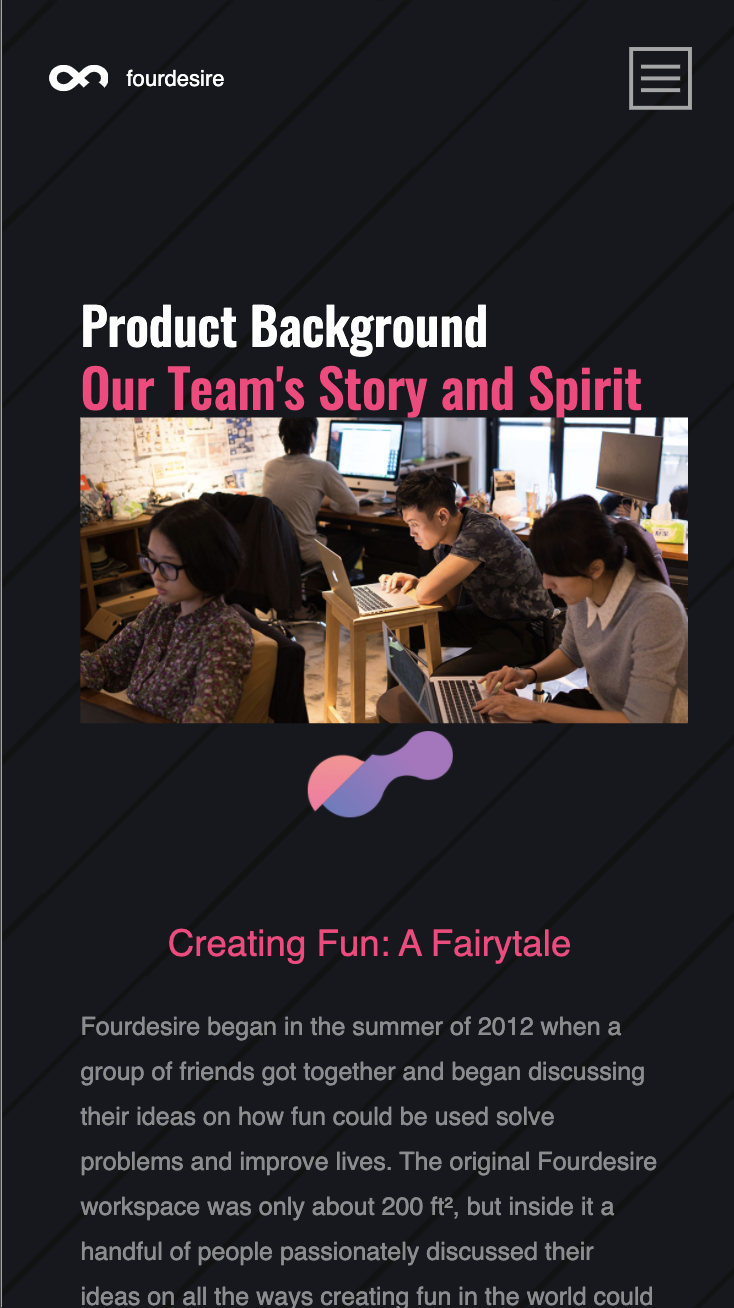 fourdesire
Product Background
Our Team's Story and Spirit
Creating Fun: A Fairytale
Fourdesire began in the summer of 2012 when a
group of friends got together and began discussing
their ideas on how fun could be used solve
problems and improve lives. The original Fourdesire
workspace was only about 200 ft², but inside it a
handful of people passionately discussed their
ideas on all the ways creating fun in the world could